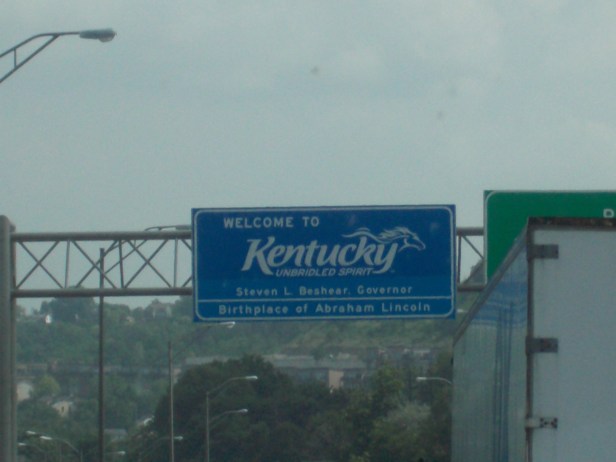 WELCOME TO
Kentucky
UNBRIDLED SPIRIT
Steven L. Beshear, Governor
Birthplace of Abraham Lincoln